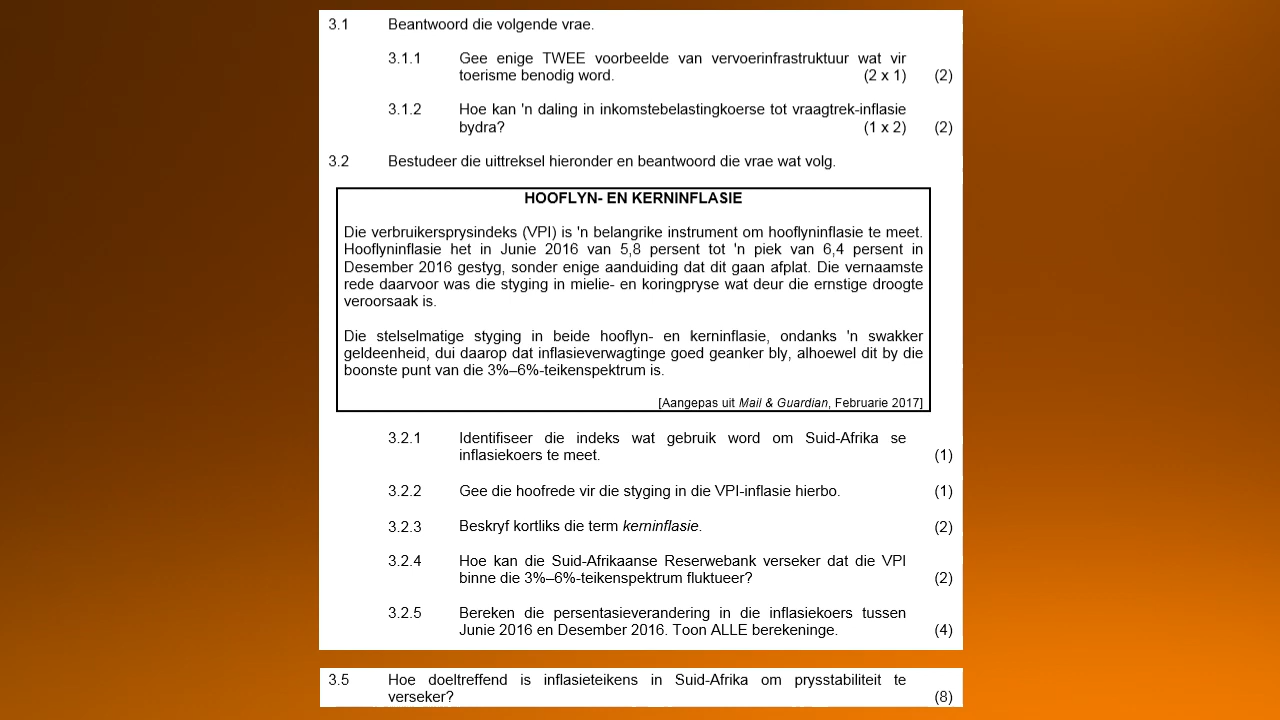 3.1 Beantwoord die volgende vrae.
3.1.1 Gee enige TWEE voorbeelde van vervoerinfrastruktuur wat vir
toerisme benodig word. (2 x 1) (2)
3.1.2 Hoe kan 'n daling in inkomstebelastingkoerse tot vraagtrek-inflasie
bydra? (1 x 2) (2)
3.2 Bestudeer die uittreksel hieronder en beantwoord die vrae wat volg.
HOOFLYN- EN KERNINFLASIE
Die verbruikersprysindeks (VPI) is 'n belangrike instrument om hooflyninflasie te meet.
Hooflyninflasie het in Junie 2016 van 5,8 persent tot 'n piek van 6,4 persent in
Desember 2016 gestyg, sonder enige aanduiding dat dit gaan afplat. Die vernaamste
rede daarvoor was die styging in mielie- en koringpryse wat deur die ernstige droogte
veroorsaak is.
Die stelselmatige styging in beide hooflyn- en kerninflasie, ondanks 'n swakker
geldeenheid, dui daarop dat inflasieverwagtinge goed geanker bly, alhoewel dit by die
boonste punt van die 3%–6%-teikenspektrum is.
[Aangepas uit Mail & Guardian, Februarie 2017]
3.2.1 Identifiseer die indeks wat gebruik word om Suid-Afrika se
inflasiekoers te meet. (1)
3.2.2 Gee die hoofrede vir die styging in die VPI-inflasie hierbo. (1)
3.2.3 Beskryf kortliks die term kerninflasie. (2)
3.2.4 Hoe kan die Suid-Afrikaanse Reserwebank verseker dat die VPI
binne die 3%–6%-teikenspektrum fluktueer? (2)
3.2.5 Bereken die persentasieverandering in die inflasiekoers tussen
Junie 2016 en Desember 2016. Toon ALLE berekeninge. (4)
3.5 Hoe doeltreffend is inflasieteikens in Suid-Afrika om prysstabiliteit te
verseker? (8)